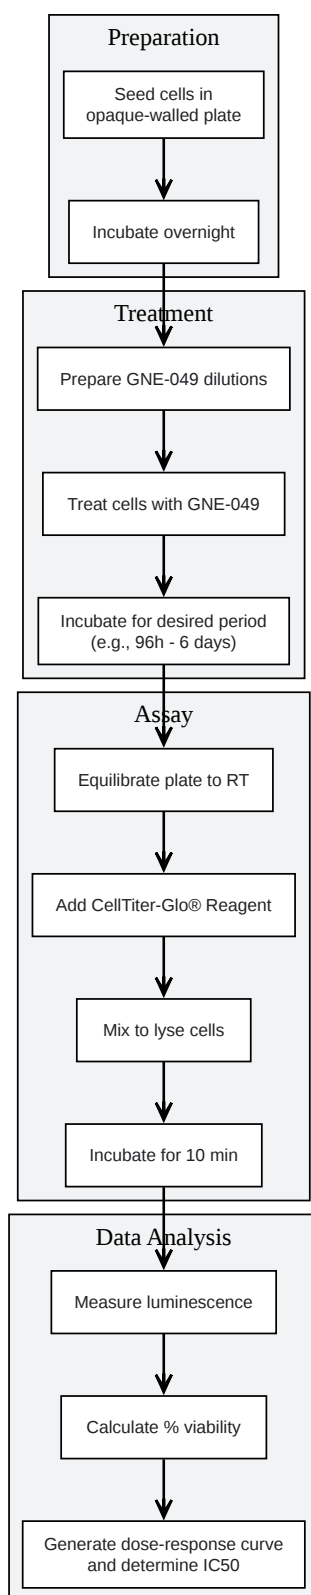 Preparation
Seed cells in
opaque-walled plate
Incubate overnight
Treatment
Prepare GNE-049 dilutions
Treat cells with GNE-049
Incubate for desired period
(e.g., 96h - 6 days)
Assay
Equilibrate plate to RT
Add CellTiter-Glo® Reagent
Mix to lyse cells
Incubate for 10 min
Data Analysis
Measure luminescence
Calculate % viability
Generate dose-response curve
and determine IC50